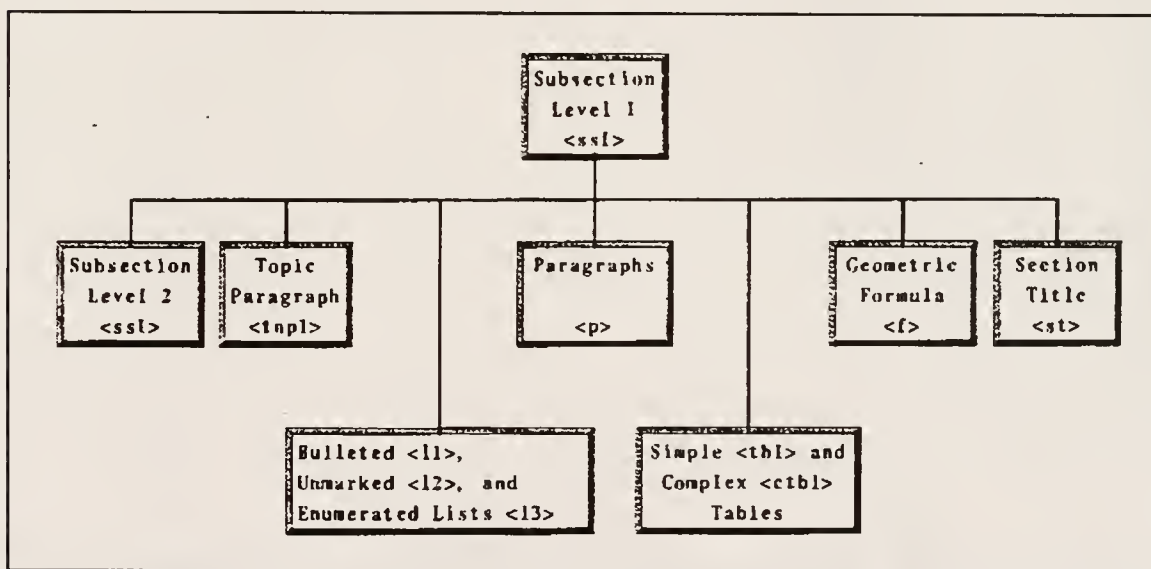 Subsection
Level 1
<ss1>
Subsection
Level 2
<ss1>
Topic
Paragraph
<tnp1>
Paragraphs
<p>
Geometric
Formula
<f>
Section
Title
<st>
Bulleted <l1>,
Unmarked <l2>, and
Enumerated Lists <l3>
Simple <tbl> and
Complex <ctbl>
Tables